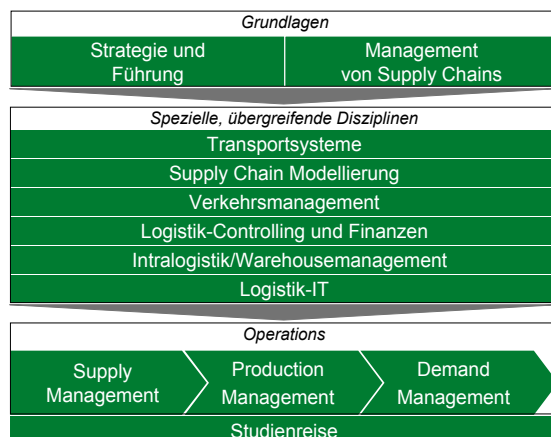 Grundlagen
Strategie und
Führung
Management
von Supply Chains
Spezielle, übergreifende Disziplinen
Transportsysteme
Supply Chain Modellierung
Verkehrsmanagement
Logistik-Controlling und Finanzen
Intralogistik/Warehousemanagement
Logistik-IT
Operations
Supply
Management
Production
Management
Demand
Management
Studienreise